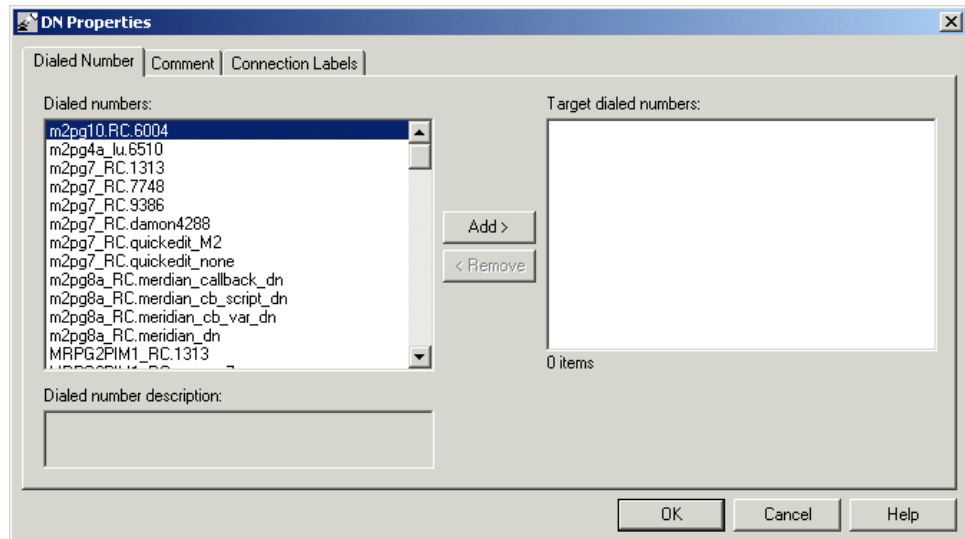 DN Properties
Dialed Number
Comment
Connection Labels
Dialed numbers:
Target dialed numbers:
m2pg10.RC.6004
m2pg4a_lu.6510
m2pg7_RC.1313
m2pg7_RC.7748
m2pg7_RC.9386
m2pg7_RC.damon4288
m2pg7_RC.quickedit_M2
m2pg7_RC.quickedit_none
m2pg8a_RC.merdian_callback_dn
m2pg8a_RC.merdian_cb_script_dn
m2pg8a_RC.meridian_cb_var_dn
m2pg8a_RC.meridian_dn
MRPG2PIM1_RC.1313
Add >
< Remove
0 items
Dialed number description:
OK
Cancel
Help